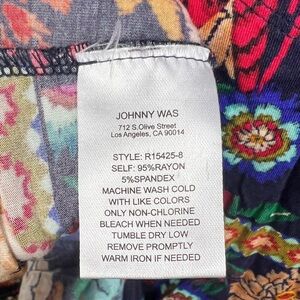 JOHNNY WAS
712 S.Olive Street
Los Angeles, CA 90014
STYLE: R15425-8
SELF: 95%RAYON
5%SPANDEX
MACHINE WASH COLD
WITH LIKE COLORS
ONLY NON-CHLORINE
BLEACH WHEN NEEDED
TUMBLE DRY LOW
REMOVE PROMPTLY
WARM IRON IF NEEDED